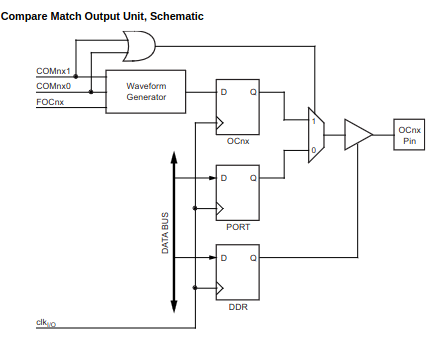 Compare Match Output Unit, Schematic
COMnx1
COMnx0
FOCnx
Waveform
Generator
D Q
OCnx
1
0
OCnx
Pin
D Q
PORT
DATA BUS
D Q
DDR
clkI/O